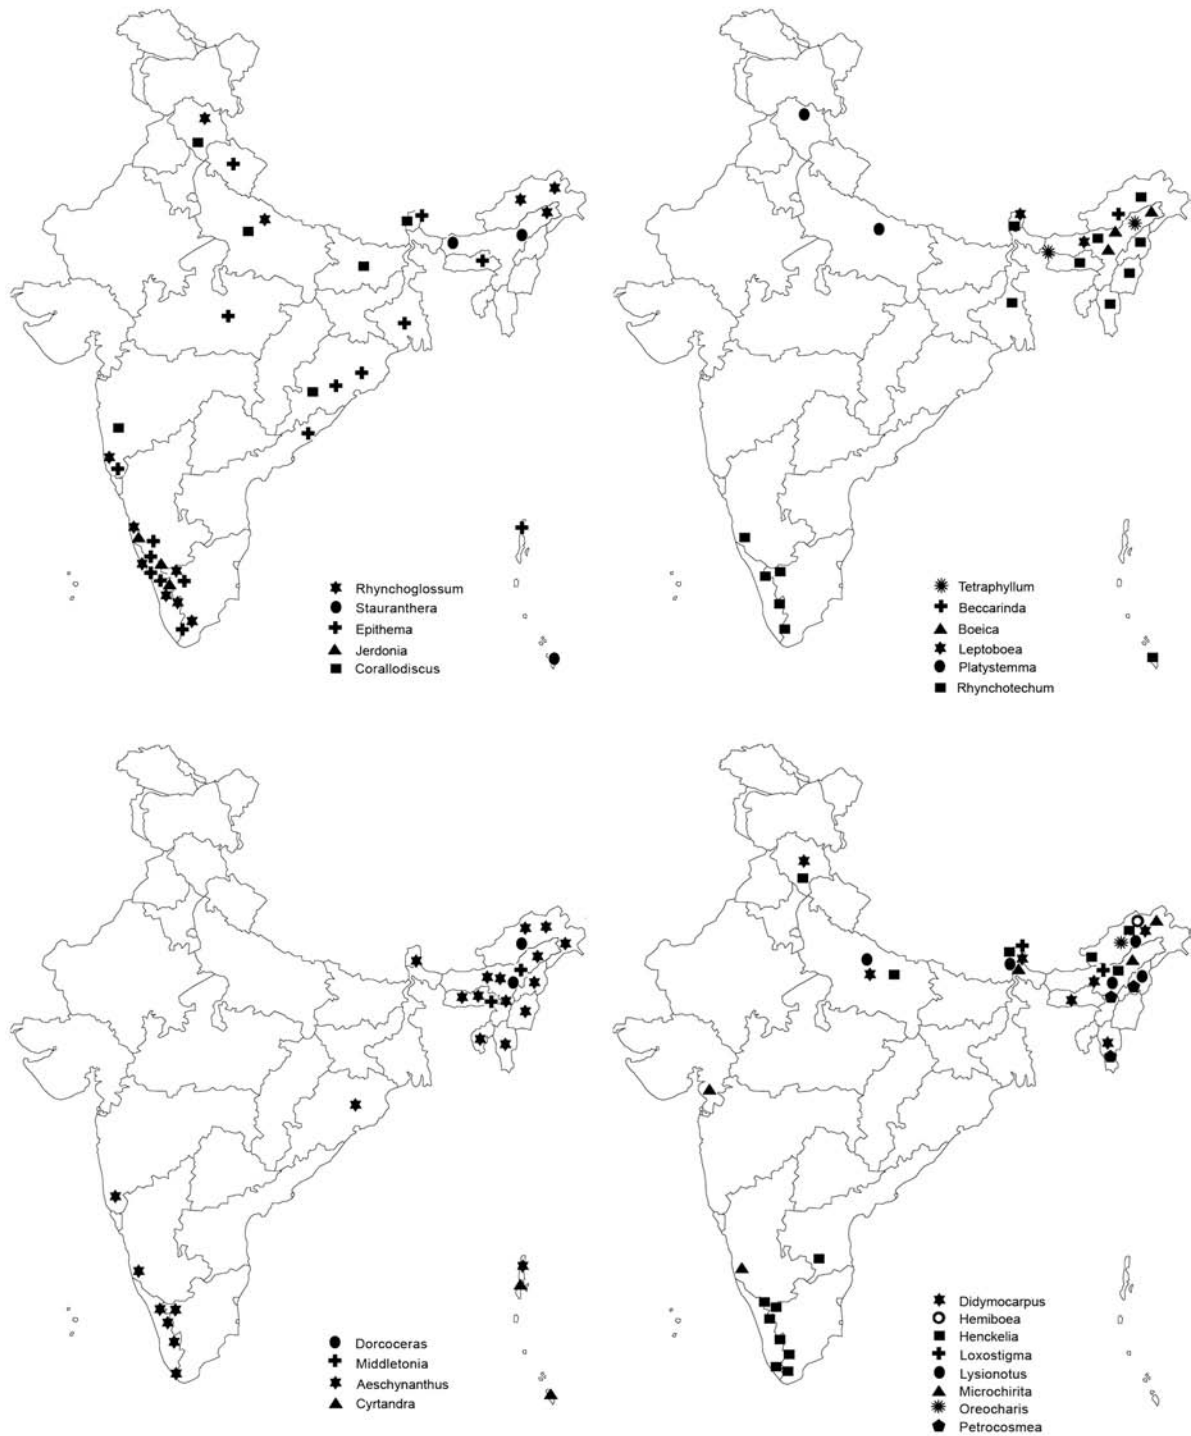 Rhynchoglossum
Stauranthera
Epithema
Jerdonia
Corallodiscus
Tetraphyllum
Beccarinda
Boeica
Leptoboea
Platystemma
Rhynchotechum
Dorcoceras
Middletonia
Aeschynanthus
Cyrtandra
Didymocarpus
Hemiboea
Henckelia
Loxostigma
Lysionotus
Microchirita
Oreocharis
Petrocosmea